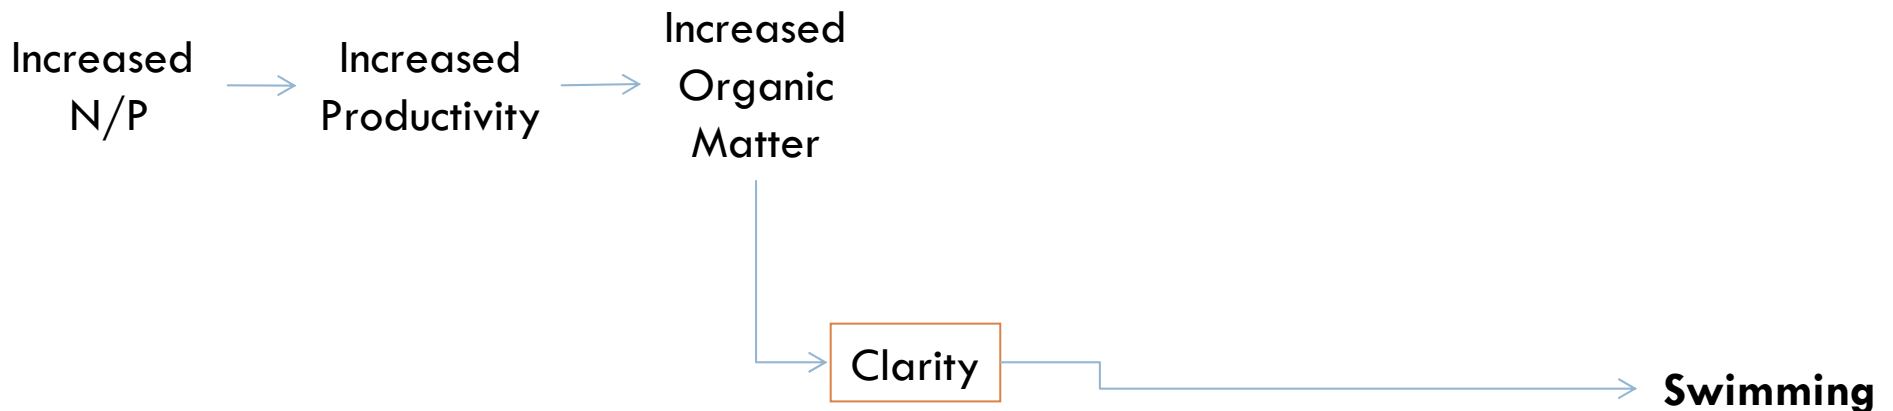 Increased
N/P
Increased
Productivity
Increased
Organic
Matter
Clarity
Swimming